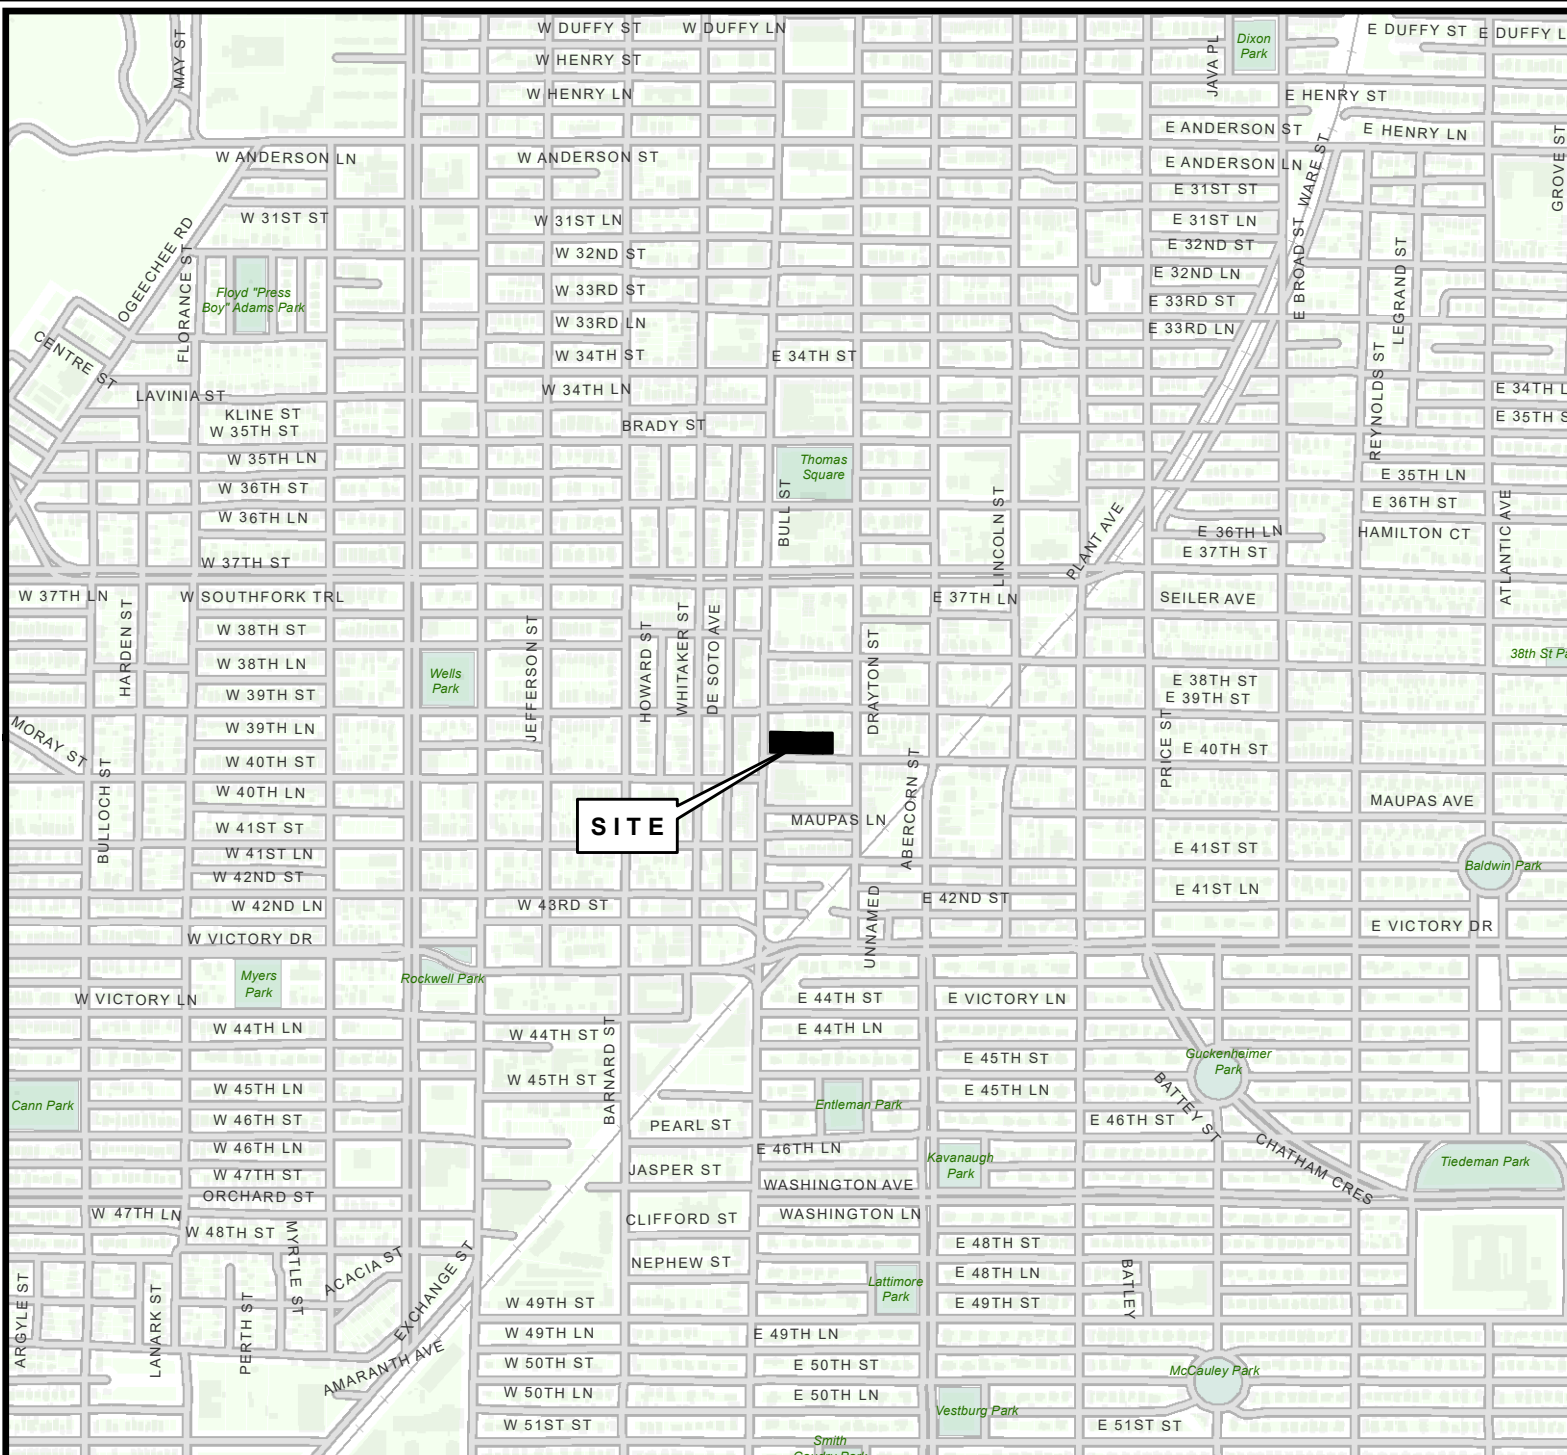 MAY ST
W DUFFY ST
W DUFFY LN
JAVA PL
Dixon
Park
E DUFFY ST
E DUFFY L
W HENRY ST
W HENRY LN
E HENRY ST
E ANDERSON ST
E HENRY LN
W ANDERSON LN
W ANDERSON ST
E ANDERSON LN
WARE ST
GROVE ST
E 31ST ST
W 31ST ST
W 31ST LN
E 31ST LN
OGEECHEE RD
FLORANCE ST
W 32ND ST
E 32ND ST
E BROAD ST
LEGRAND ST
E 32ND LN
Floyd "Press
Boy" Adams Park
W 33RD ST
E 33RD ST
W 33RD LN
E 33RD LN
CENTRE ST
W 34TH ST
E 34TH ST
REYNOLDS ST
LAVINIA ST
W 34TH LN
E 34TH L
KLINE ST
W 35TH ST
BRADY ST
E 35TH S
W 35TH LN
Thomas
Square
E 35TH LN
W 36TH ST
BULL ST
LINCOLN ST
E 36TH ST
ATLANTIC AVE
W 36TH LN
PLANT AVE
E 36TH LN
HAMILTON CT
W 37TH ST
E 37TH ST
W 37TH LN
W SOUTHFORK TRL
E 37TH LN
SEILER AVE
HARDEN ST
W 38TH ST
JEFFERSON ST
HOWARD ST
WHITAKER ST
DE SOTO AVE
DRAYTON ST
W 38TH LN
38th St Pa
Wells
Park
W 39TH ST
E 38TH ST
E 39TH ST
MORAY ST
W 39TH LN
PRICE ST
E 40TH ST
W 40TH ST
BULLOCH ST
W 40TH LN
ABERCORN ST
MAUPAS AVE
SITE
MAUPAS LN
W 41ST ST
W 41ST LN
E 41ST ST
Baldwin Park
W 42ND ST
E 41ST LN
W 42ND LN
W 43RD ST
UNNAMED
E 42ND ST
W VICTORY DR
E VICTORY DR
Myers
Park
Rockwell Park
W VICTORY LN
E 44TH ST
E VICTORY LN
W 44TH LN
W 44TH ST
BARNARD ST
E 44TH LN
E 45TH ST
Guckenheimer
Park
W 45TH LN
W 45TH ST
E 45TH LN
BATTEY ST
Cann Park
Entleman Park
W 46TH ST
PEARL ST
E 46TH ST
W 46TH LN
E 46TH LN
CHATHAM CRES
W 47TH ST
JASPER ST
Kavanaugh
Park
Tiedeman Park
ORCHARD ST
WASHINGTON AVE
W 47TH LN
CLIFFORD ST
WASHINGTON LN
W 48TH ST
MYRTLE ST
ACACIA ST
EXCHANGE ST
NEPHEW ST
E 48TH ST
E 48TH LN
BATLEY
ARGYLE ST
LANARK ST
PERTH ST
Lattimore
Park
W 49TH ST
E 49TH ST
W 49TH LN
E 49TH LN
AMARANTH AVE
W 50TH ST
E 50TH ST
McCauley Park
W 50TH LN
E 50TH LN
Vestburg Park
W 51ST ST
E 51ST ST
Smith